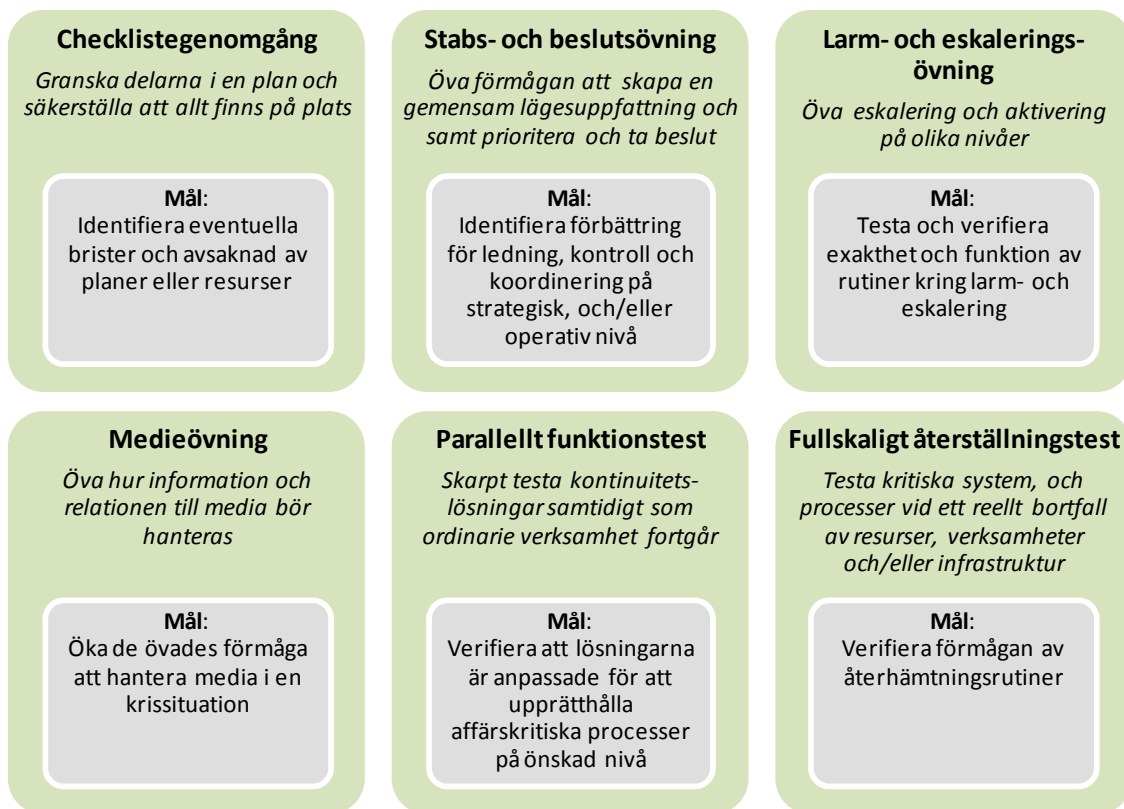 Checklistegenomgång
Granska delarna i en plan och
säkerställa att allt finns på plats
Mål:
Identifiera eventuella
brister och avsaknad av
planer eller resurser
Stabs- och beslutsövning
Öva förmågan att skapa en
gemensam lägesuppfattning och
samt prioritera och ta beslut
Mål:
Identifiera förbättring
för ledning, kontroll och
koordinering på
strategisk, och/eller
operativ nivå
Larm- och eskalerings-
övning
Öva eskalering och aktivering
på olika nivåer
Mål:
Testa och verifiera
exakthet och funktion av
rutiner kring larm- och
eskalering
Medieövning
Öva hur information och
relationen till media bör
hanteras
Mål:
Öka de övades förmåga
att hantera media i en
krissituation
Parallellt funktionstest
Skarpt testa kontinuitets-
lösningar samtidigt som
ordinarie verksamhet fortgår
Mål:
Verifiera att lösningarna
är anpassade för att
upprätthålla
affärskritiska processer
på önskad nivå
Fullskaligt återställningstest
Testa kritiska system, och
processer vid ett reellt bortfall
av resurser, verksamheter
och/eller infrastruktur
Mål:
Verifiera förmågan av
återhämtningsrutiner